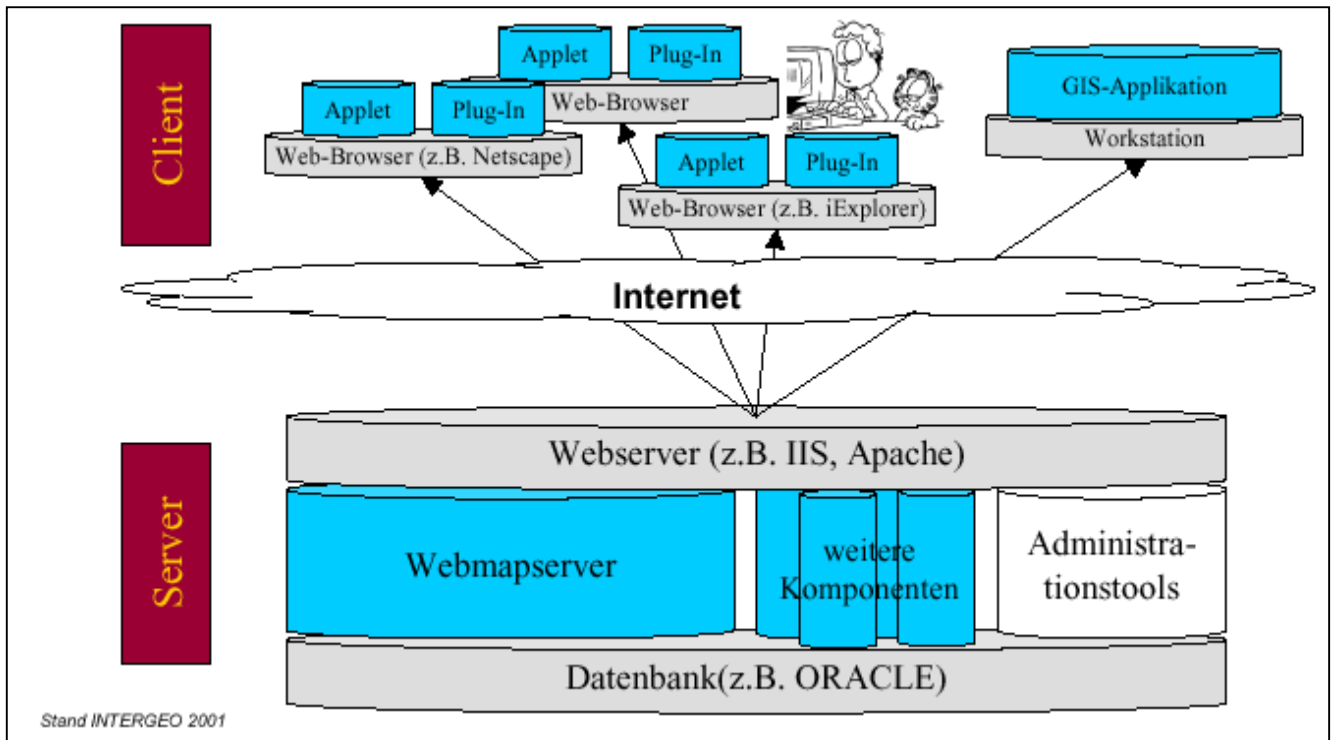 Client
Applet
Plug-In
Web-Browser
Applet
Plug-In
Web-Browser (z.B. Netscape)
Applet
Plug-In
Web-Browser (z.B. iExplorer)
GIS-Applikation
Workstation
Internet
Server
Webserver (z.B. IIS, Apache)
Webmapserver
weitere
Komponenten
Administra-
tionstools
Datenbank(z.B. ORACLE)
Stand INTERGEO 2001